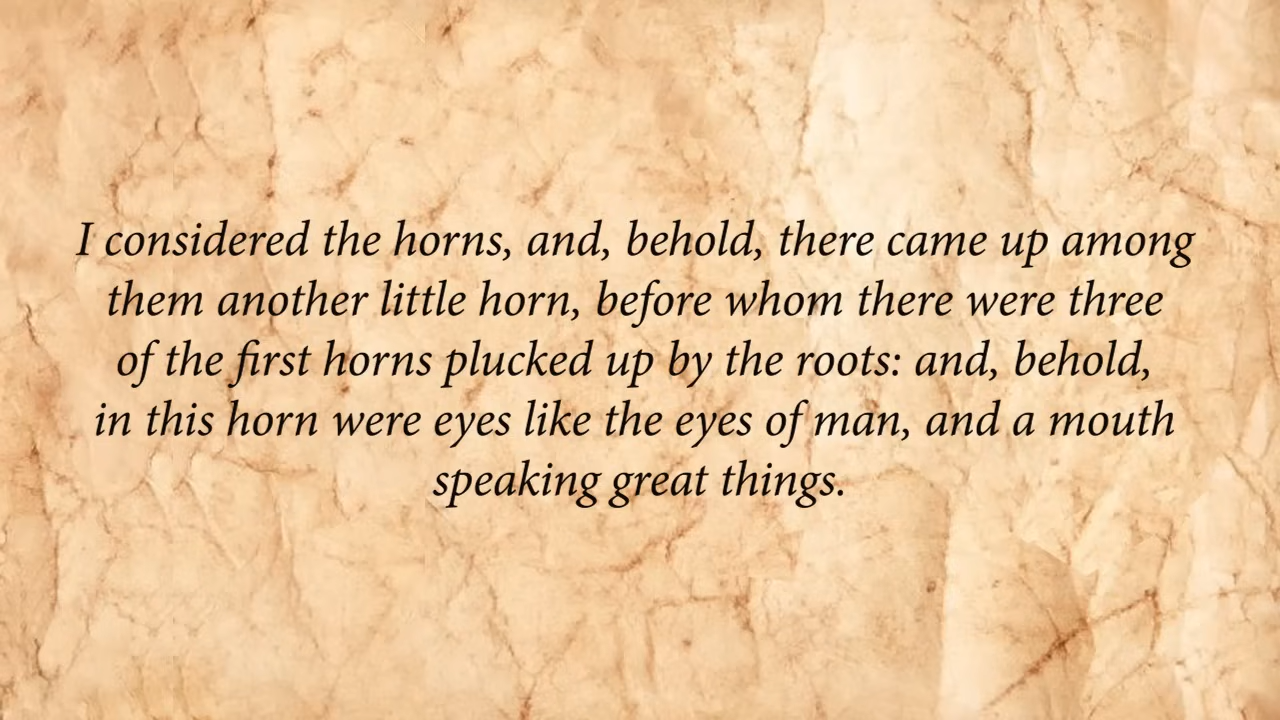 I considered the horns, and, behold, there came up among
them another little horn, before whom there were three
of the first horns plucked up by the roots: and, behold,
in this horn were eyes like the eyes of man, and a mouth
speaking great things.